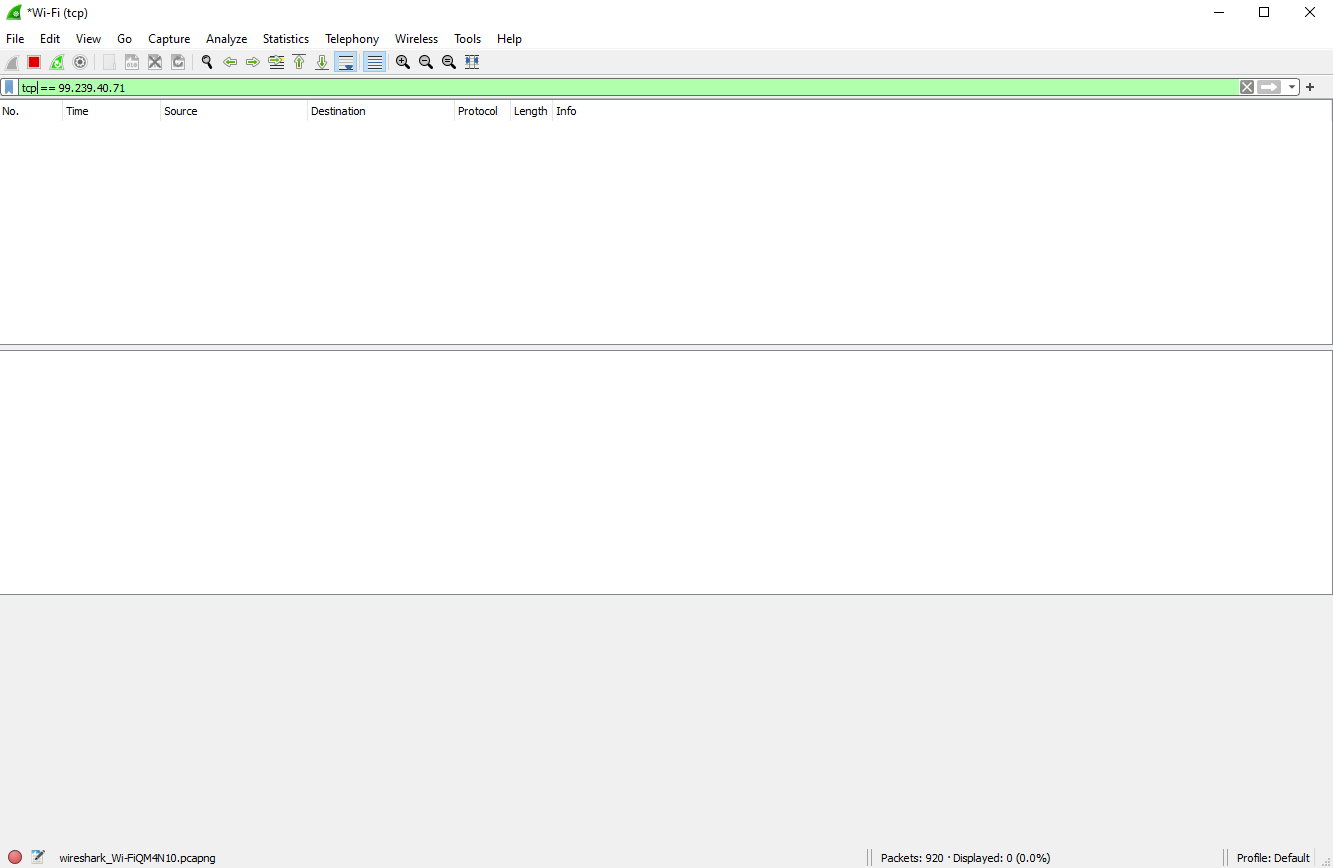 *Wi-Fi (tcp)
File Edit View Go Capture Analyze Statistics Telephony Wireless Tools Help
tcp == 99.239.40.71
No. Time Source Destination Protocol Length Info
wireshark_Wi-FiQM4N10.pcapng Packets: 920 · Displayed: 0 (0.0%) Profile: Default